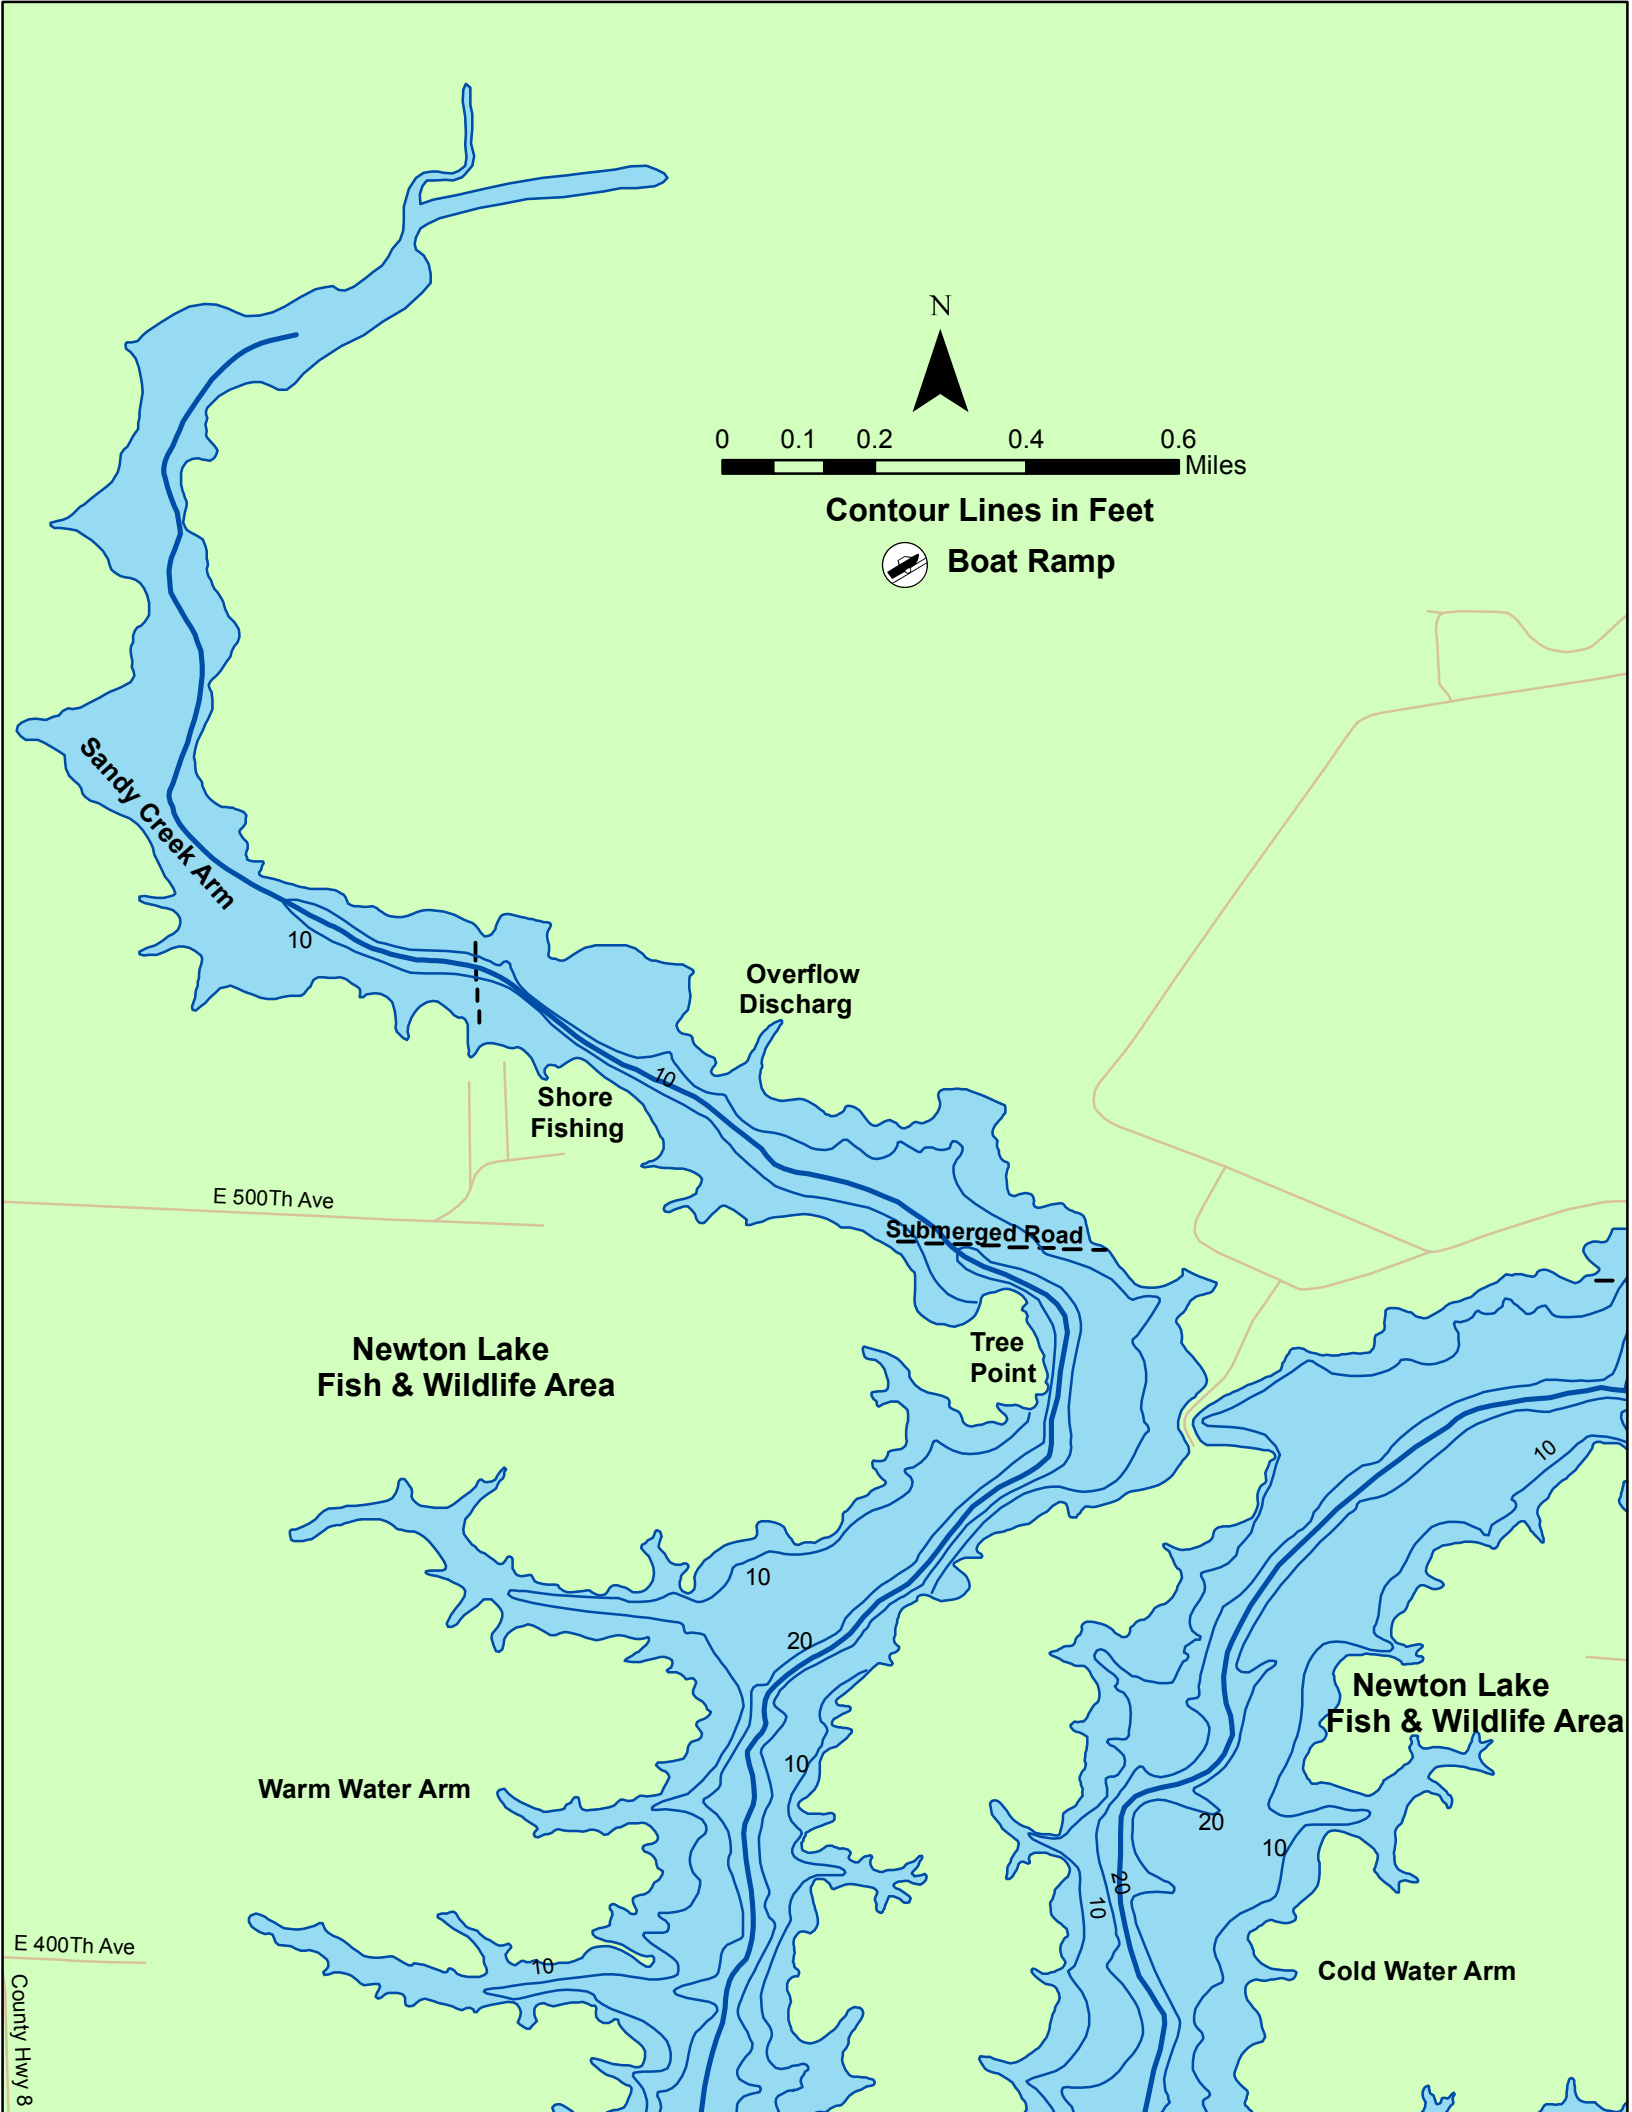 N
0 0.1 0.2 0.4 0.6
Miles
Contour Lines in Feet
Boat Ramp
Sandy Creek Arm
10
Overflow
Discharg
10
Shore
Fishing
E 500Th Ave
Submerged Road
Tree
Point
Newton Lake
Fish & Wildlife Area
10
10
20
Newton Lake
Fish & Wildlife Area
10
Warm Water Arm
20
10
20
10
E 400Th Ave
10
Cold Water Arm
County Hwy 8